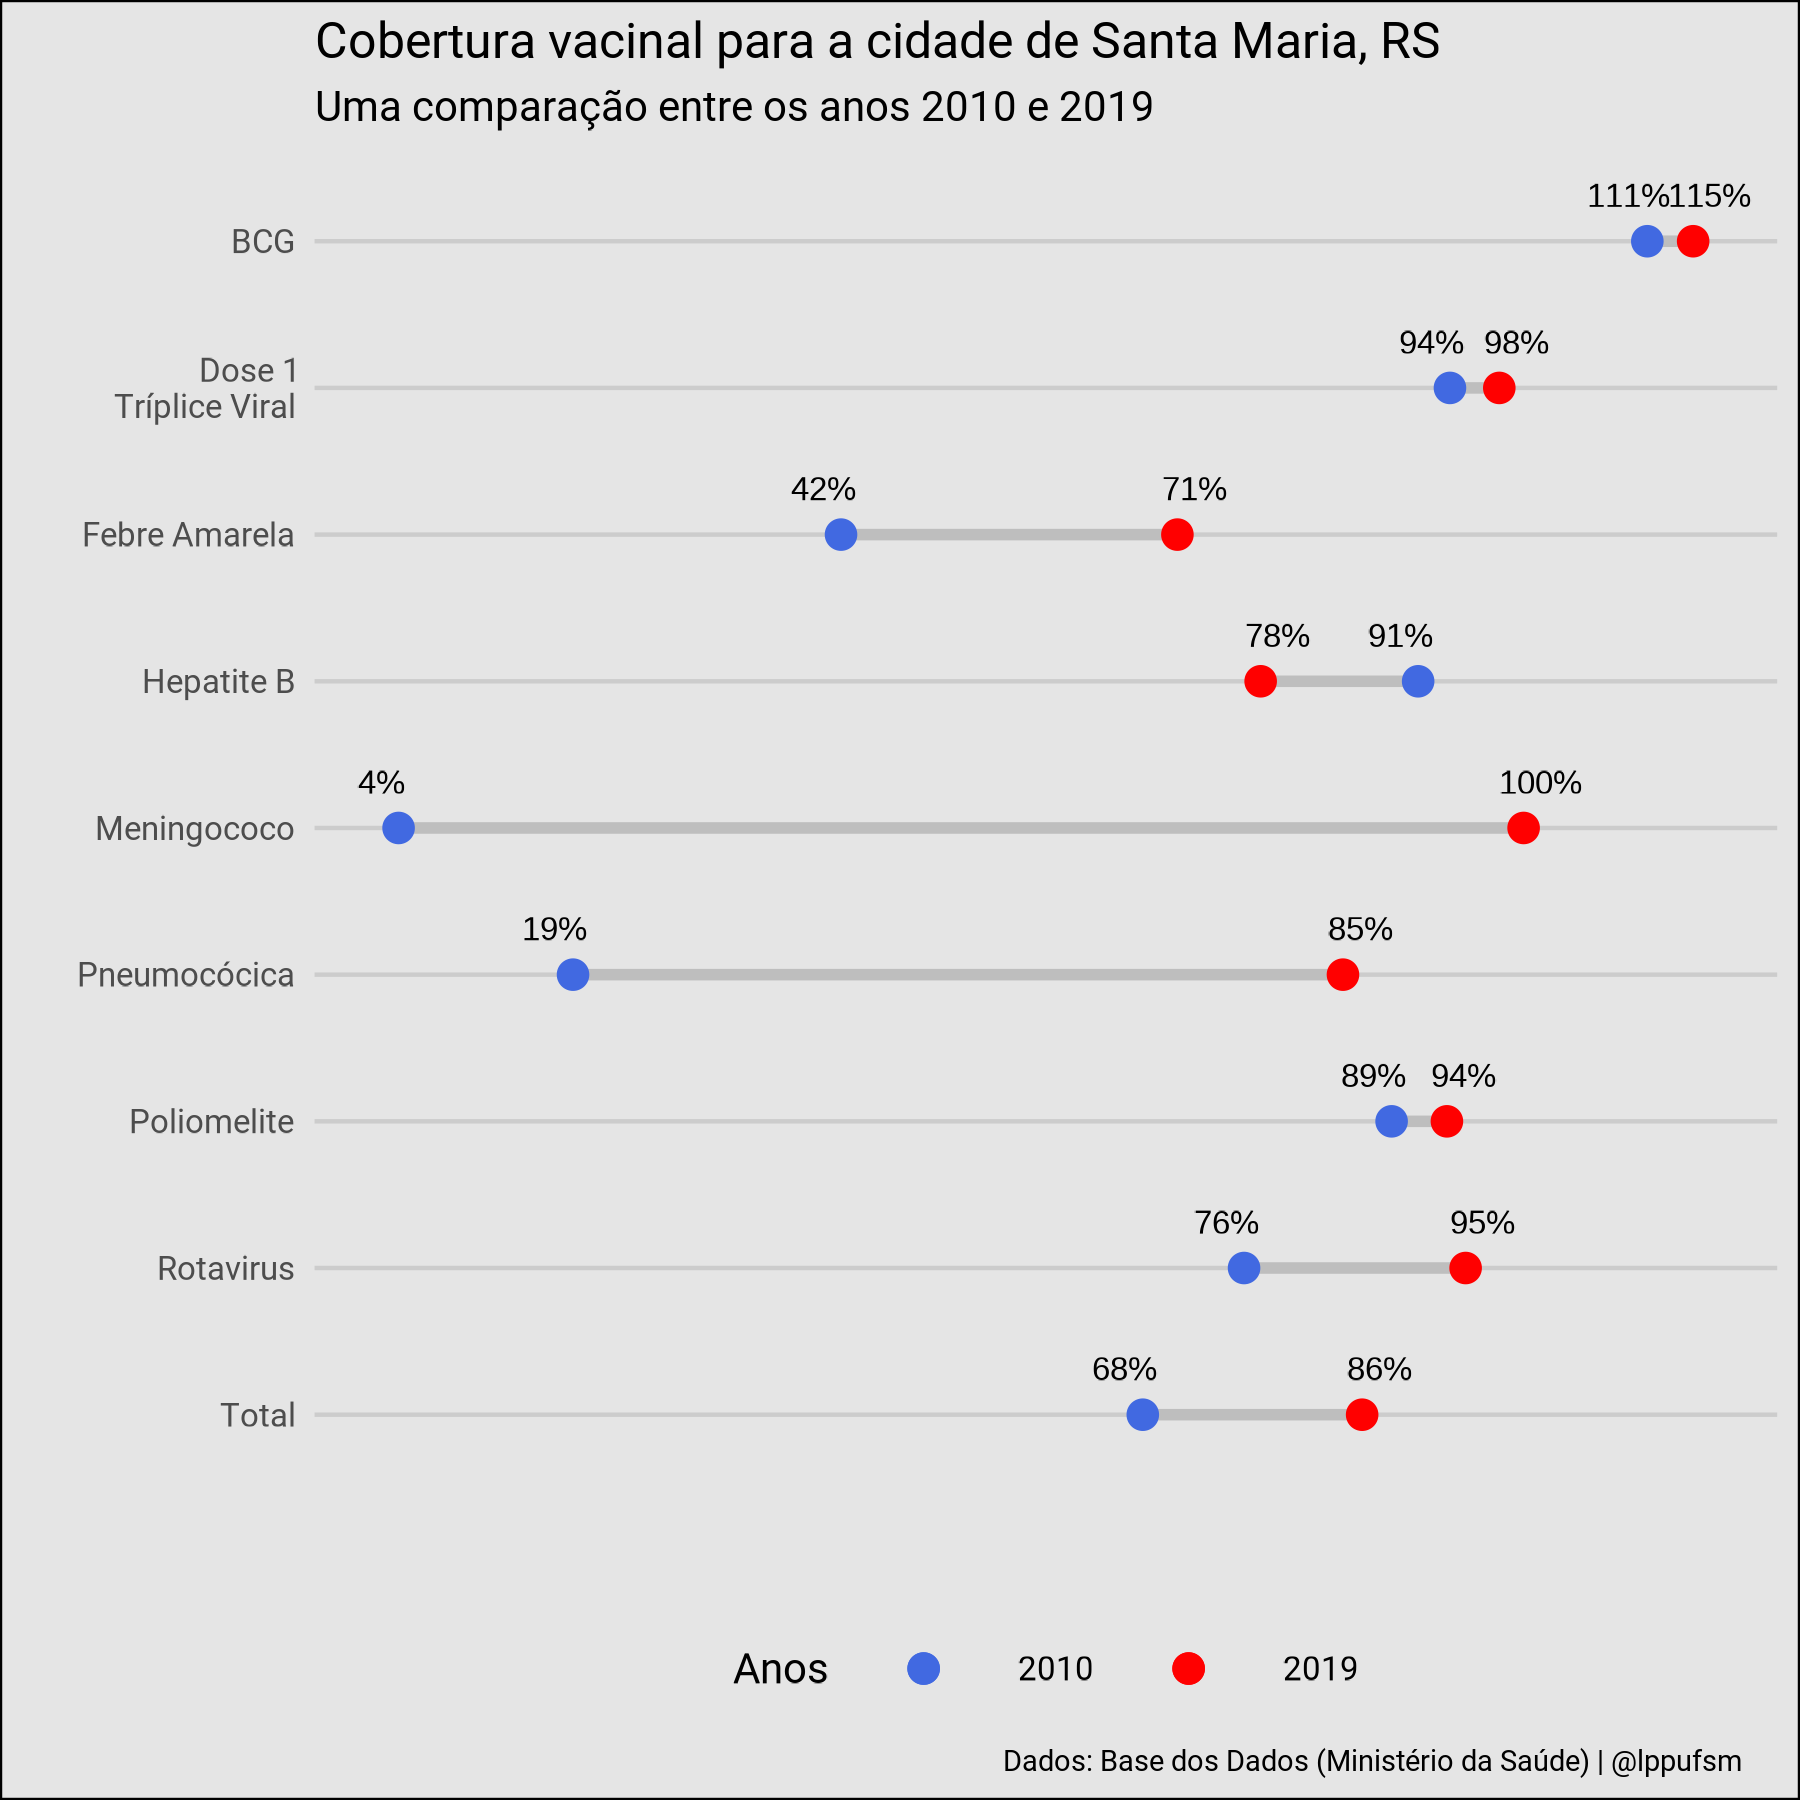 Cobertura vacinal para a cidade de Santa Maria, RS
Uma comparação entre os anos 2010 e 2019
111% 115%
BCG
94% 98%
Dose 1
Tríplice Viral
42% 71%
Febre Amarela
78% 91%
Hepatite B
4% 100%
Meningococo
19% 85%
Pneumocócica
89% 94%
Poliomelite
76% 95%
Rotavirus
68% 86%
Total
Anos 2010 2019
Dados: Base dos Dados (Ministério da Saúde) | @lppufsm